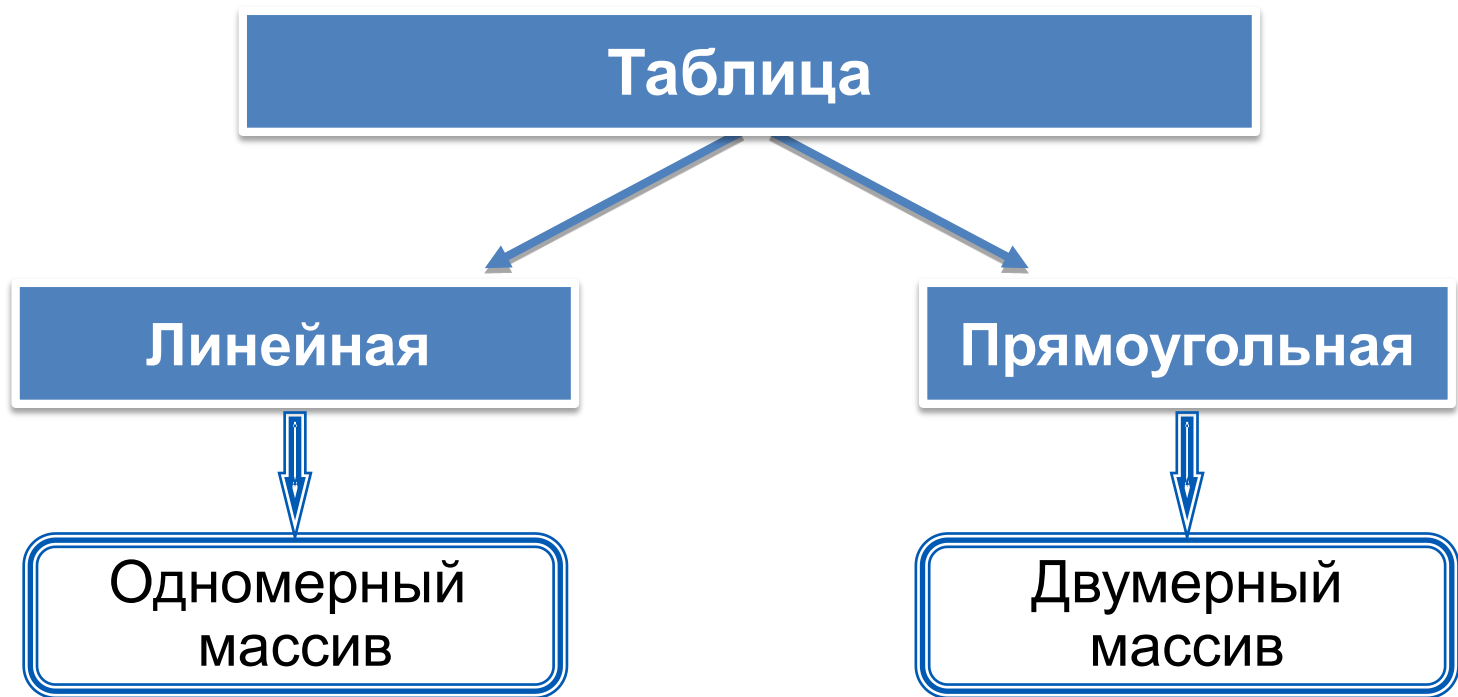 Таблица
Линейная
Прямоугольная
Одномерный
массив
Двумерный
массив